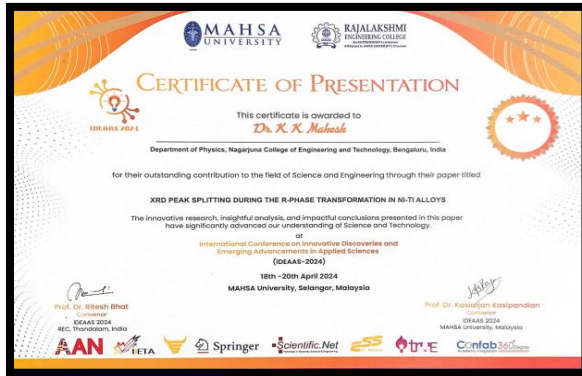 MAHSA
UNIVERSITY
RAJALAKSHMI
ENGINEERING COLLEGE
IDEAAS 2024
CERTIFICATE OF PRESENTATION
This certificate is awarded to
Dr. K. K. Mahesh
Department of Physics, Nagarjuna College of Engineering and Technology, Bengaluru, India
for their outstanding contribution to the field of Science and Engineering through their paper titled
XRD PEAK SPLITTING DURING THE R-PHASE TRANSFORMATION IN NI-TI ALLOYS
The innovative research, insightful analysis, and impactful conclusions presented in this paper
have significantly advanced our understanding of Science and Technology.
at
International Conference on Innovative Discoveries and
Emerging Advancements in Applied Sciences
(IDEAAS-2024)
18th -20th April 2024
MAHSA University, Selangor, Malaysia
Prof. Dr. Ritesh Bhat
Convenor
IDEAAS 2024
REC, Thandalam, India
Prof. Dr. Kasirajan Kasipandian
Convenor
IDEAAS 2024
MAHSA University, Malaysia
AAN
IIETA
Springer
Scientific.Net
Confab 360 degree